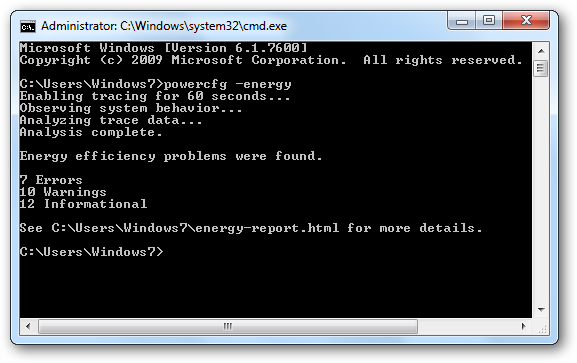 Administrator: C:\Windows\system32\cmd.exe
Microsoft Windows [Version 6.1.7600]
Copyright (c) 2009 Microsoft Corporation.  All rights reserved.
C:\Users\Windows7>powercfg -energy
Enabling tracing for 60 seconds...
Observing system behavior...
Analyzing trace data...
Analysis complete.
Energy efficiency problems were found.
7 Errors
10 Warnings
12 Informational
See C:\Users\Windows7\energy-report.html for more details.
C:\Users\Windows7>